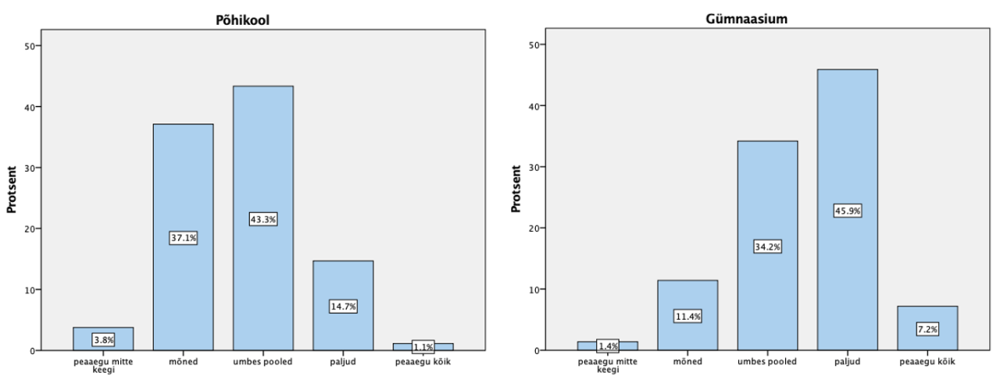 Põhikool
Protsent
50
40
30
20
10
0
3.8%
37.1%
43.3%
14.7%
1.1%
peaaegu mitte
keegi
mõned
umbes pooled
paljud
peaaegu kõik
Gümnaasium
Protsent
50
40
30
20
10
0
1.4%
11.4%
34.2%
45.9%
7.2%
peaaegu mitte
keegi
mõned
umbes pooled
paljud
peaaegu kõik